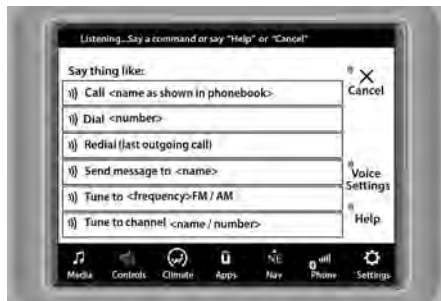 Listening...Say a command or say "Help" or "Cancel"
Say thing like:
Call <name as shown in phonebook>
Dial <number>
Redial (last outgoing call)
Send message to <name>
Tune to <frequency>FM / AM
Tune to channel <name / number>
Cancel
Voice
Settings
Help
NE
Media Controls Climate Apps Nav Phone Settings